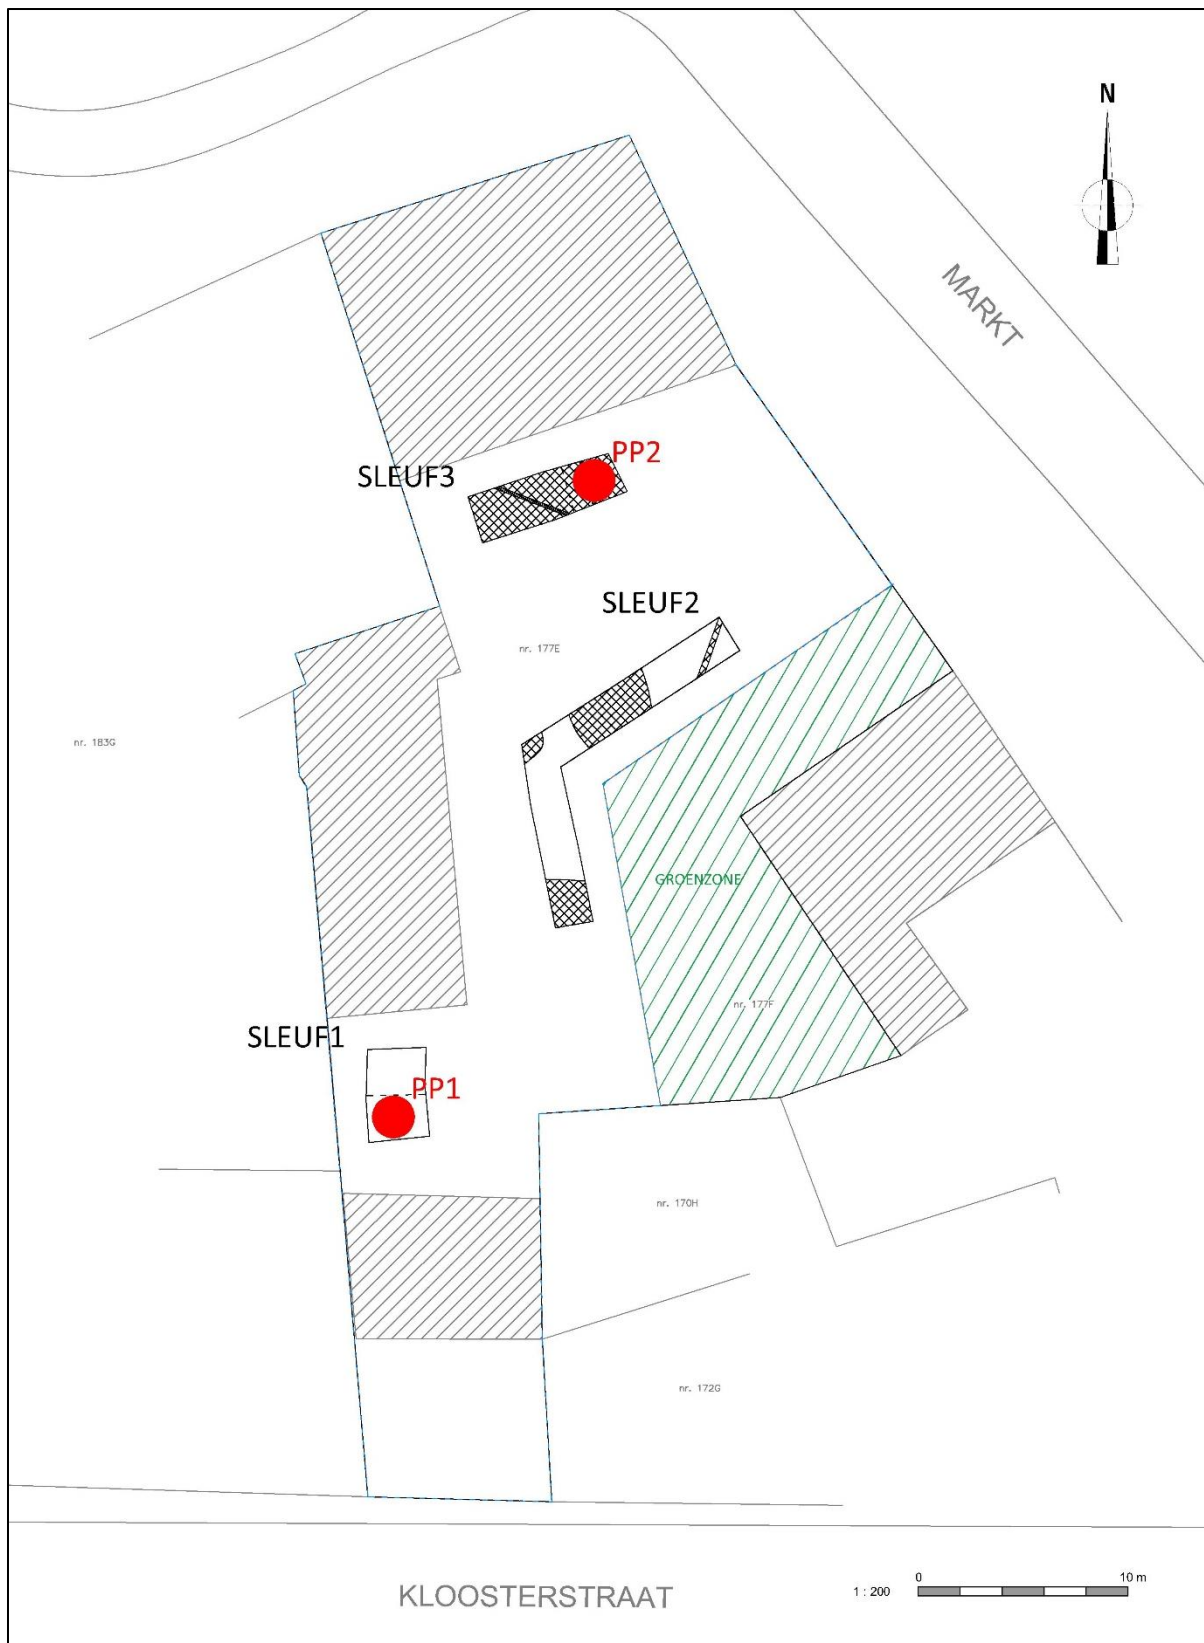 N
MARKT
PP2
SLEUF3
SLEUF2
nr. 177E
nr. 183G
GROENZONE
nr. 177F
SLEUF1
PP1
nr. 170H
nr. 172G
0 10 m
1 : 200
KLOOSTERSTRAAT